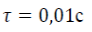 τ = 0,01c